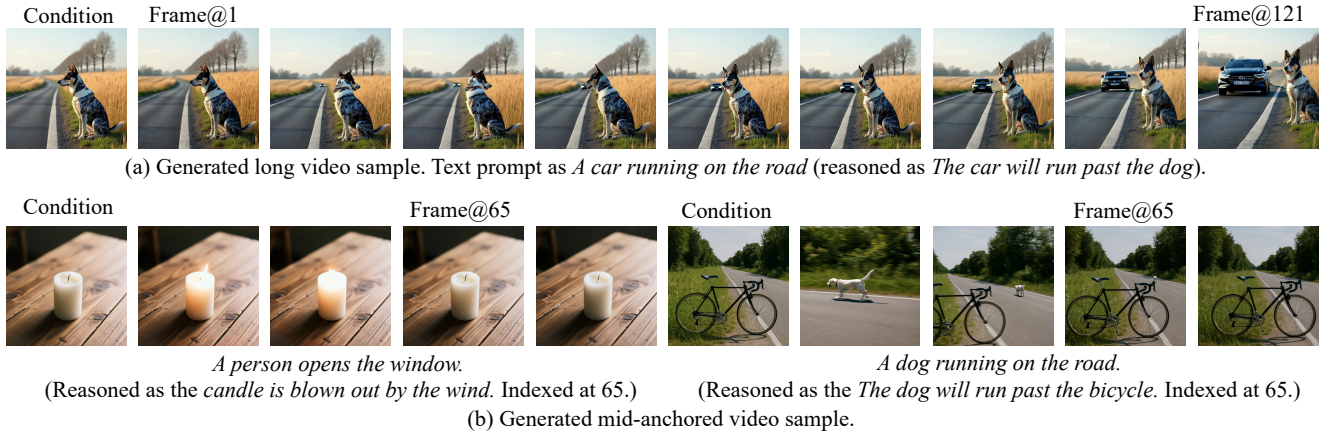 Condition Frame@1 Frame@121
(a) Generated long video sample. Text prompt as A car running on the road (reasoned as The car will run past the dog).
Condition Frame@65 Condition Frame@65
A person opens the window.
(Reasoned as the candle is blown out by the wind. Indexed at 65.)
A dog running on the road.
(Reasoned as the The dog will run past the bicycle. Indexed at 65.)
(b) Generated mid-anchored video sample.